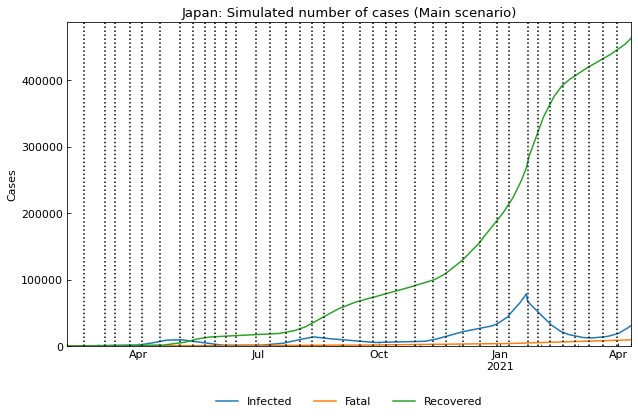 Japan: Simulated number of cases (Main scenario)
Cases
400000
300000
200000
100000
0
Apr Jul Oct Jan Apr
2021
Infected Fatal Recovered